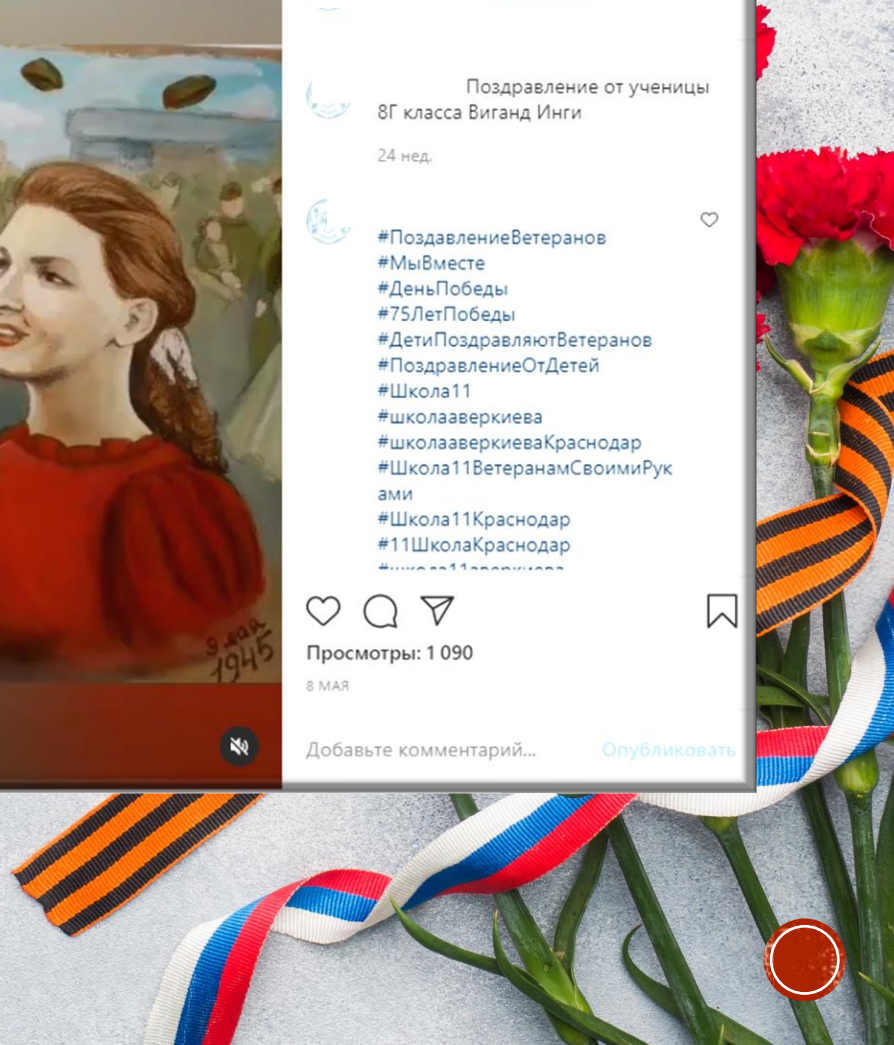 Поздравление от ученицы
8Г класса Виганд Инги
24 нед.
#ПоздавлениеВетеранов
#МыВместе
#ДеньПобеды
#75ЛетПобеды
#ДетиПоздравляютВетеранов
#ПоздравлениеОтДетей
#Школа11
#школааверкиева
#школааверкиеваКраснодар
#Школа11ВетеранамСвоимиРук
ами
#Школа11Краснодар
#11ШколаКраснодар
#школа11аверкиева
9 мая
1945
Просмотры: 1 090
8 МАЯ
Добавьте комментарий...
Опубликовать